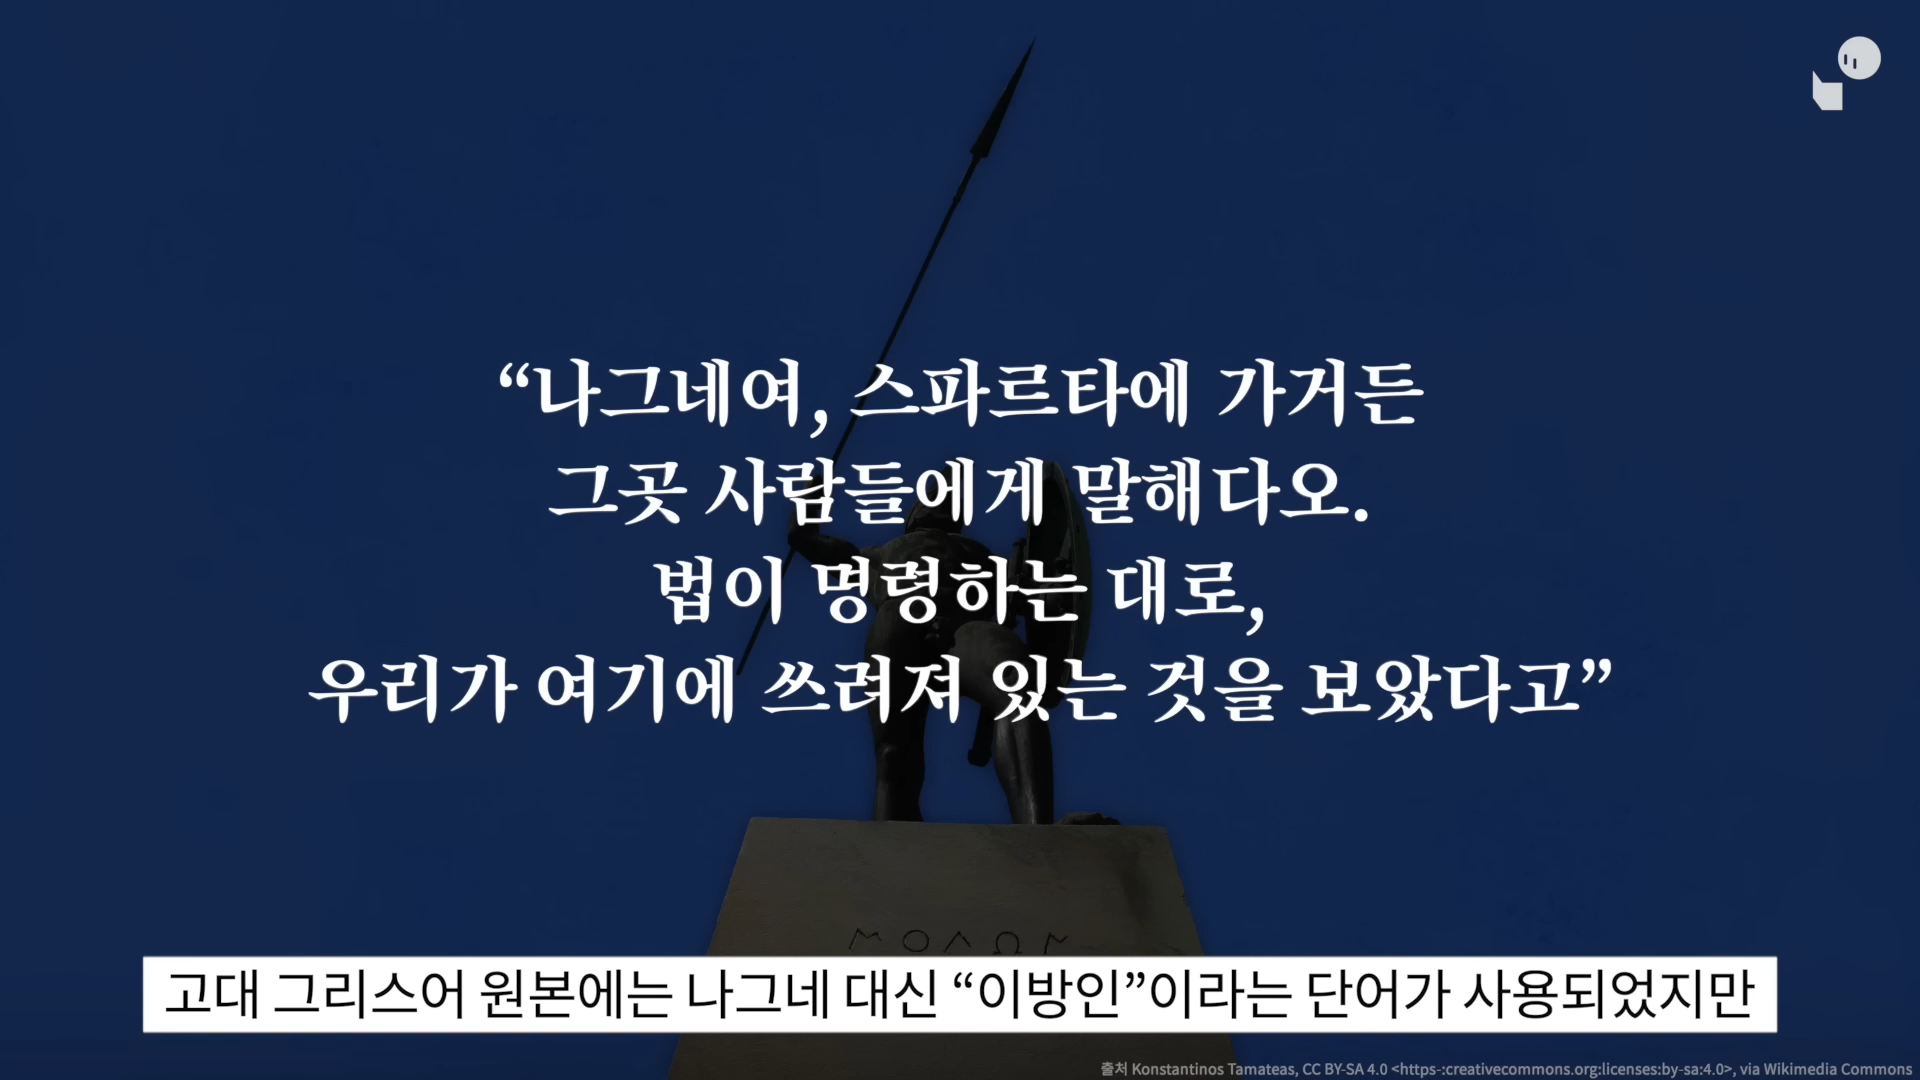 “나그네여, 스파르타에 가거든
그곳 사람들에게 말해다오.
법이 명령하는 대로,
우리가 여기에 쓰려져 있는 것을 보았다고”
ΜΟΛΩΝ
고대 그리스어 원본에는 나그네 대신 “이방인”이라는 단어가 사용되었지만
출처 Konstantinos Tamateas, CC BY-SA 4.0 <https-:creativecommons.org:licenses:by-sa:4.0>, via Wikimedia Commons